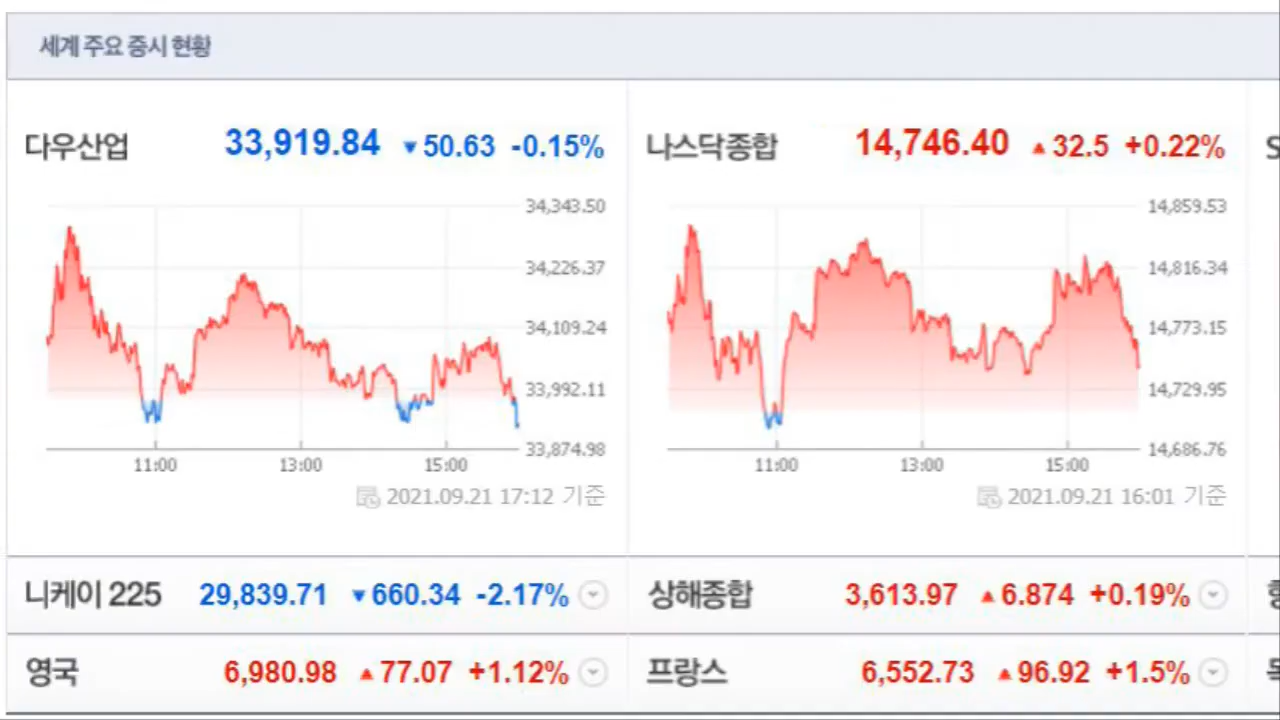 세계 주요 증시 현황
다우산업 33,919.84 ▼50.63 -0.15%
34,343.50
34,226.37
34,109.24
33,992.11
33,874.98
11:00 13:00 15:00
2021.09.21 17:12 기준
나스닥종합 14,746.40 ▲32.5 +0.22%
14,859.53
14,816.34
14,773.15
14,729.95
14,686.76
11:00 13:00 15:00
2021.09.21 16:01 기준
니케이 225 29,839.71 ▼660.34 -2.17%
상해종합 3,613.97 ▲6.874 +0.19%
영국 6,980.98 ▲77.07 +1.12%
프랑스 6,552.73 ▲96.92 +1.5%